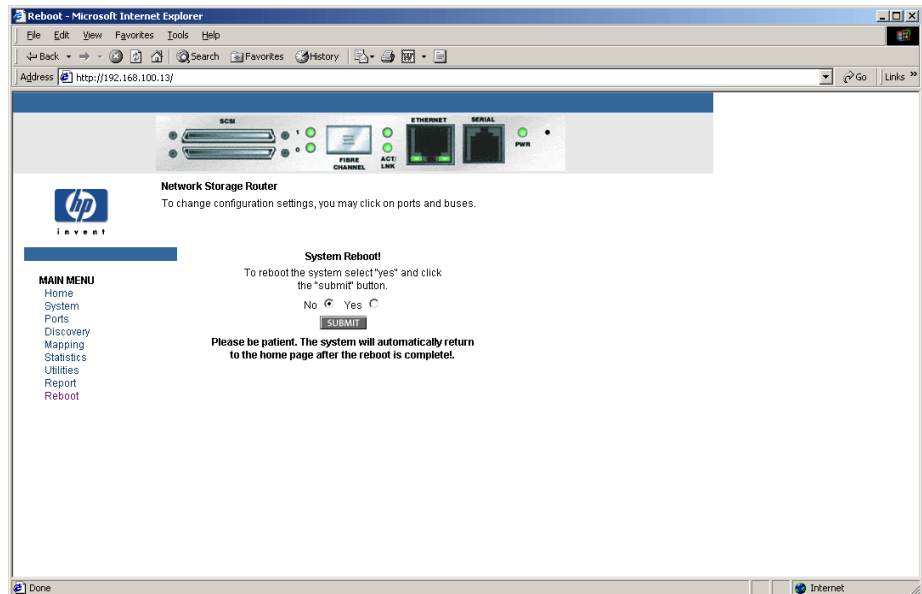 Reboot - Microsoft Internet Explorer
File Edit View Favorites Tools Help
Back Search Favorites History
Address http://192.168.100.13/ Go Links »
SCSI ETHERNET SERIAL
1
0
FIBRE CHANNEL
ACT/ LNK
PWR
hp
invent
Network Storage Router
To change configuration settings, you may click on ports and buses.
MAIN MENU
Home
System
Ports
Discovery
Mapping
Statistics
Utilities
Report
Reboot
System Reboot!
To reboot the system select "yes" and click
the "submit" button.
No Yes
SUBMIT
Please be patient. The system will automatically return
to the home page after the reboot is complete!.
Done Internet